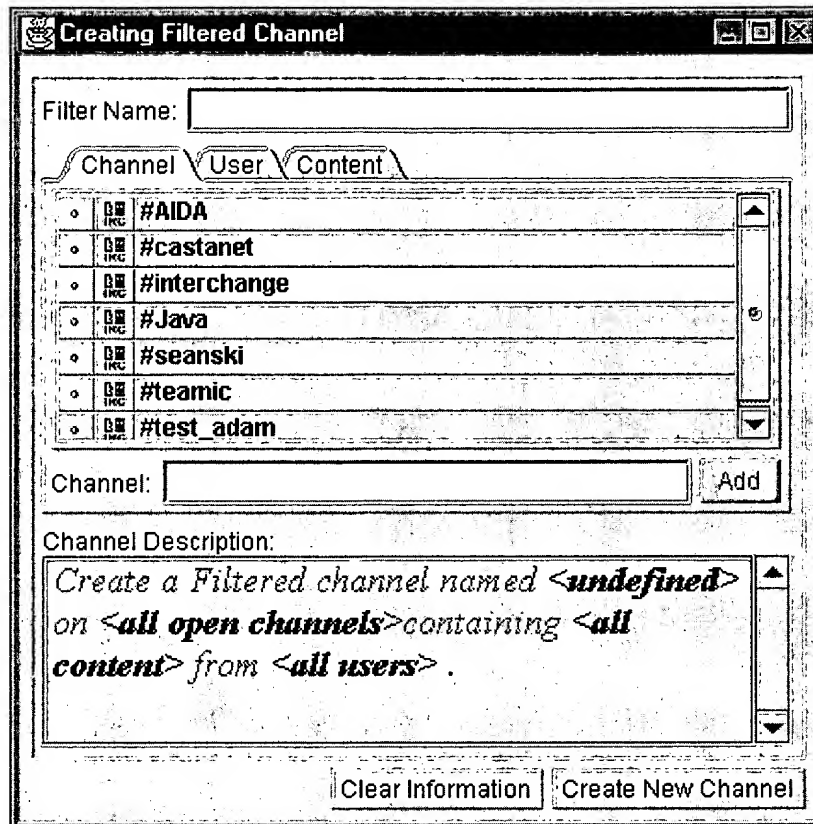 Creating Filtered Channel
Filter Name:
Channel User Content
#AIDA
#castanet
#interchange
#Java
#seanski
#teamic
#test_adam
Channel: Add
Channel Description:
Create a Filtered channel named <undefined>
on <all open channels>containing <all
content> from <all users> .
Clear Information Create New Channel